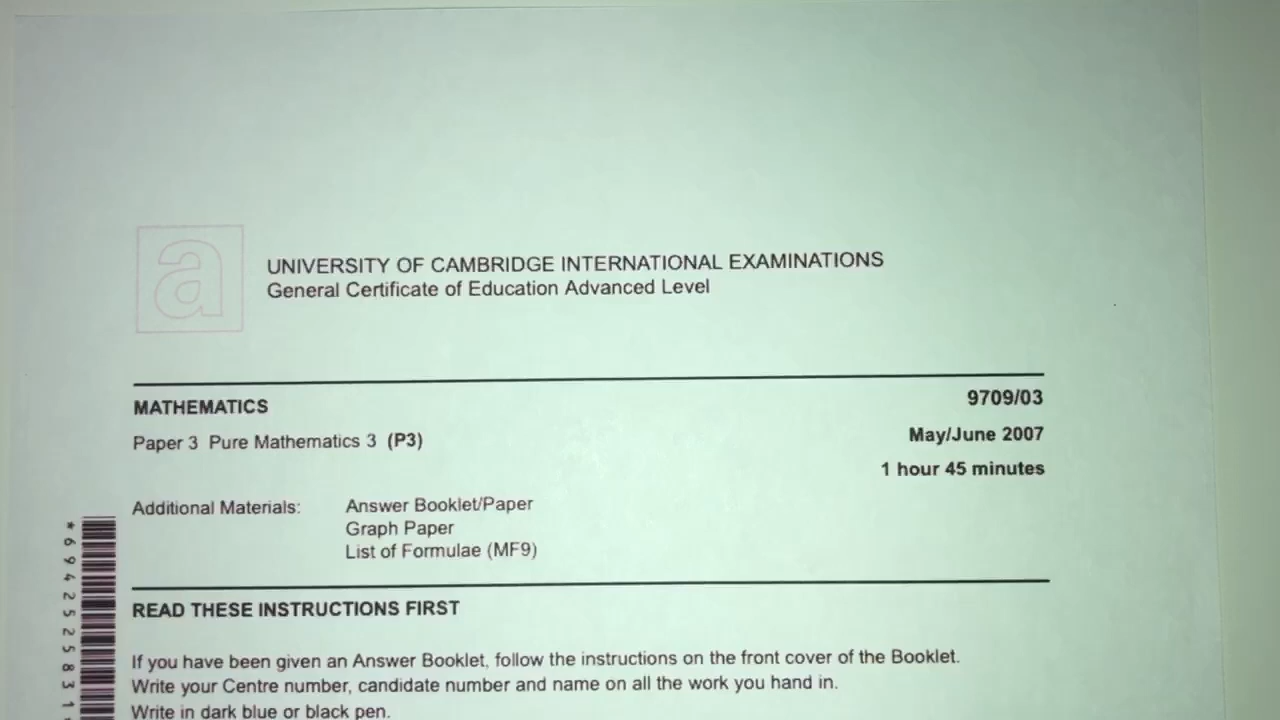 a
UNIVERSITY OF CAMBRIDGE INTERNATIONAL EXAMINATIONS
General Certificate of Education Advanced Level
MATHEMATICS
9709/03
Paper 3 Pure Mathematics 3 (P3)
May/June 2007
1 hour 45 minutes
Additional Materials: Answer Booklet/Paper
Graph Paper
List of Formulae (MF9)
READ THESE INSTRUCTIONS FIRST
If you have been given an Answer Booklet, follow the instructions on the front cover of the Booklet.
Write your Centre number, candidate number and name on all the work you hand in.
Write in dark blue or black pen.
*694252583